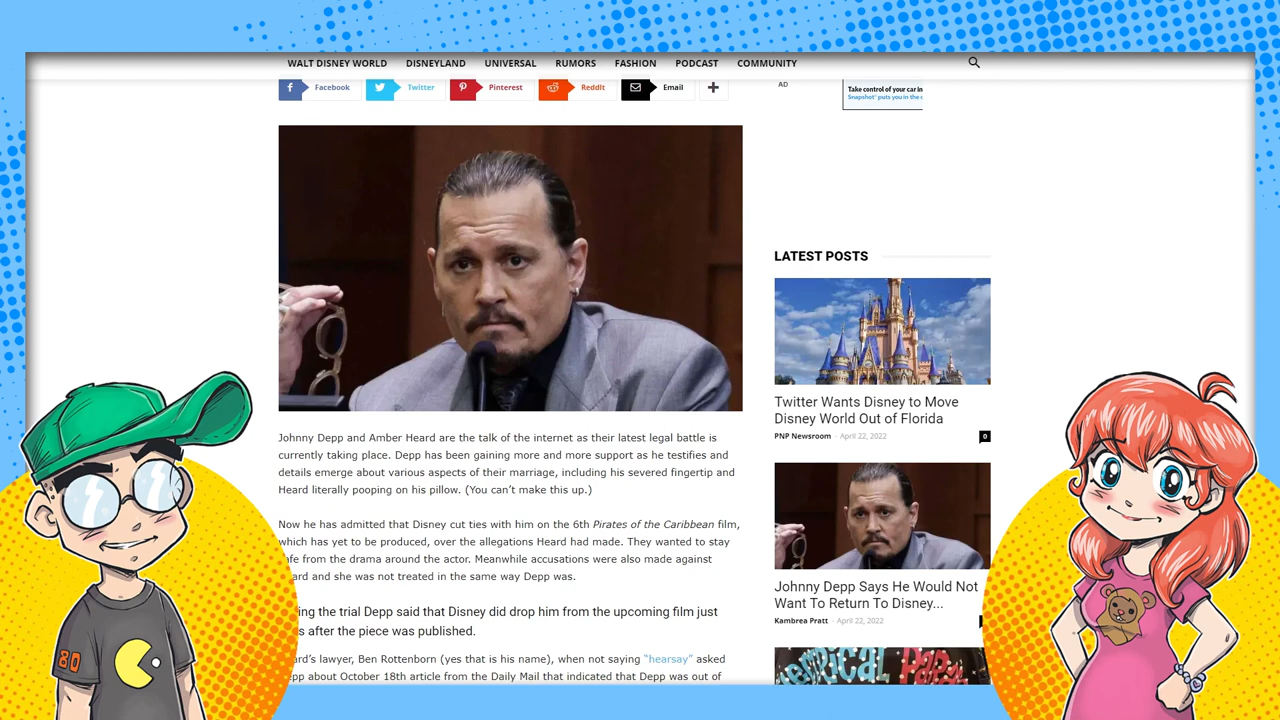 WALT DISNEY WORLD DISNEYLAND UNIVERSAL RUMORS FASHION PODCAST COMMUNITY
Facebook Twitter Pinterest ReddIt Email
AD
Take control of your car in
Snapshot® puts you in the
Johnny Depp and Amber Heard are the talk of the internet as their latest legal battle is
currently taking place. Depp has been gaining more and more support as he testifies and
details emerge about various aspects of their marriage, including his severed fingertip and
Heard literally pooping on his pillow. (You can't make this up.)
Now he has admitted that Disney cut ties with him on the 6th Pirates of the Caribbean film,
which has yet to be produced, over the allegations Heard had made. They wanted to stay
from the drama around the actor. Meanwhile accusations were also made against
and she was not treated in the same way Depp was.
the trial Depp said that Disney did drop him from the upcoming film just
after the piece was published.
lawyer, Ben Rottenborn (yes that is his name), when not saying "hearsay" asked
about October 18th article from the Daily Mail that indicated that Depp was out of
LATEST POSTS
Twitter Wants Disney to Move
Disney World Out of Florida
PNP Newsroom - April 22, 2022 0
Johnny Depp Says He Would Not
Want To Return To Disney...
Kambrea Pratt - April 22, 2022
80